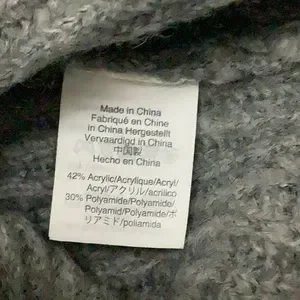 Made in China
Fabriqué en Chine
in China Hergestellt
Vervaardigd in China
中国製
Hecho en China
42% Acrylic/Acrylique/Acryl/
Acryl/アクリル/acrilico
30% Polyamide/Polyamide/
Polyamid/Polyamide/ポ
リアミド/poliamida